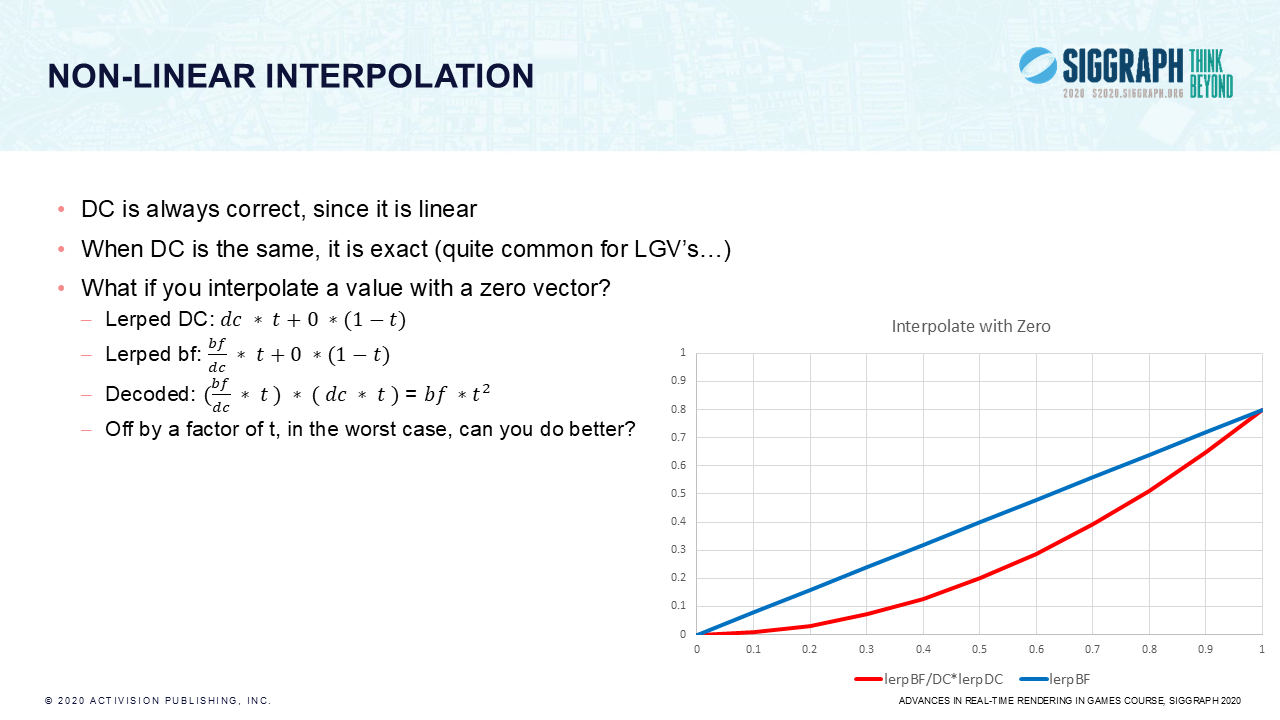 NON-LINEAR INTERPOLATION
SIGGRAPH THINK BEYOND
2020 S2020.SIGGRAPH.ORG
• DC is always correct, since it is linear
• When DC is the same, it is exact (quite common for LGV’s…)
• What if you interpolate a value with a zero vector?
– Lerped DC: dc * t + 0 * (1 − t)
– Lerped bf: bf/dc * t + 0 * (1 − t)
– Decoded: (bf/dc * t ) * ( dc * t ) = bf * t²
– Off by a factor of t, in the worst case, can you do better?
Interpolate with Zero
1
0.9
0.8
0.7
0.6
0.5
0.4
0.3
0.2
0.1
0
0 0.1 0.2 0.3 0.4 0.5 0.6 0.7 0.8 0.9 1
lerpBF/DC*lerpDC lerpBF
© 2020 ACTIVISION PUBLISHING, INC.
ADVANCES IN REAL-TIME RENDERING IN GAMES COURSE, SIGGRAPH 2020